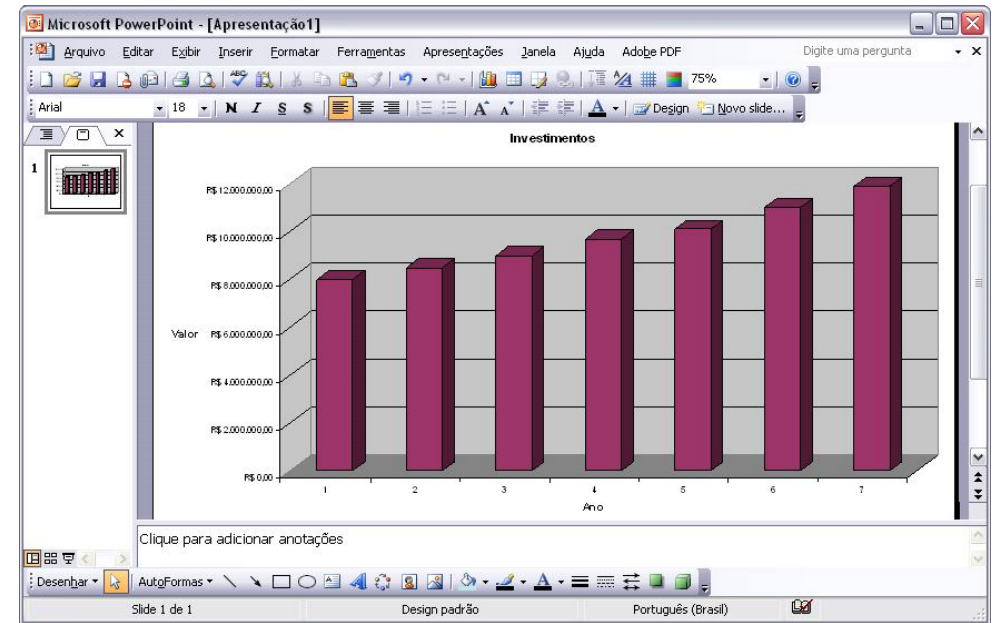 Microsoft PowerPoint - [Apresentação1]
Arquivo Editar Exibir Inserir Formatar Ferramentas Apresentações Janela Ajuda Adobe PDF Digite uma pergunta
75%
Arial 18 N I S S A A A Design Novo slide...
1
Investimentos
R$ 12.000.000,00
R$ 10.000.000,00
R$ 8.000.000,00
Valor R$ 6.000.000,00
R$ 4.000.000,00
R$ 2.000.000,00
R$ 0,00
1 2 3 4 5 6 7
Ano
Clique para adicionar anotações
Desenhar AutoFormas A
Slide 1 de 1 Design padrão Português (Brasil)